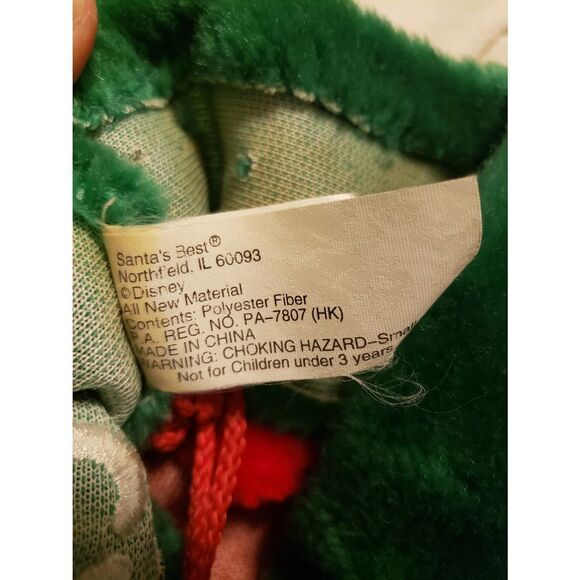 Santa's Best®
Northfield, IL 60093
©Disney
All New Material
Contents: Polyester Fiber
P.A. REG. NO. PA-7807 (HK)
MADE IN CHINA
WARNING: CHOKING HAZARD-Small
Not for Children under 3 years